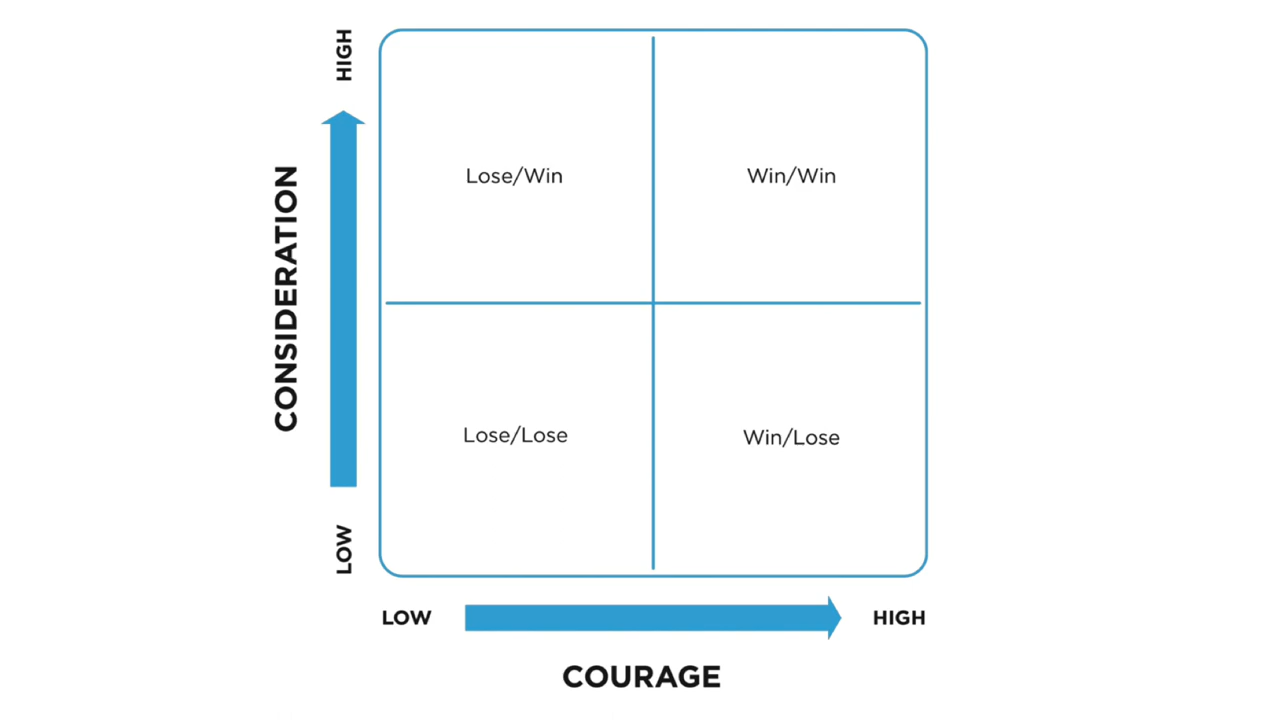 HIGH
CONSIDERATION
LOW
Lose/Win
Win/Win
Lose/Lose
Win/Lose
LOW
HIGH
COURAGE